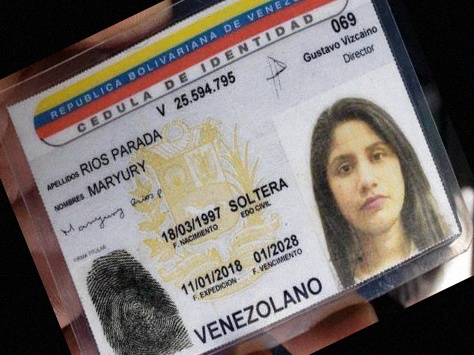 REPUBLICA BOLIVARIANA DE VENEZU
CEDULA DE IDENTIDAD
069
Gustavo Vizcaino
Director
V 25.594.795
APELLIDOS RIOS PARADA
NOMBRES MARYURY
Maryury Rios P
FIRMA TITULAR
18/03/1997 SOLTERA
F. NACIMIENTO EDO CIVIL
11/01/2018 01/2028
F. EXPEDICION F. VENCIMIENTO
VENEZOLANO